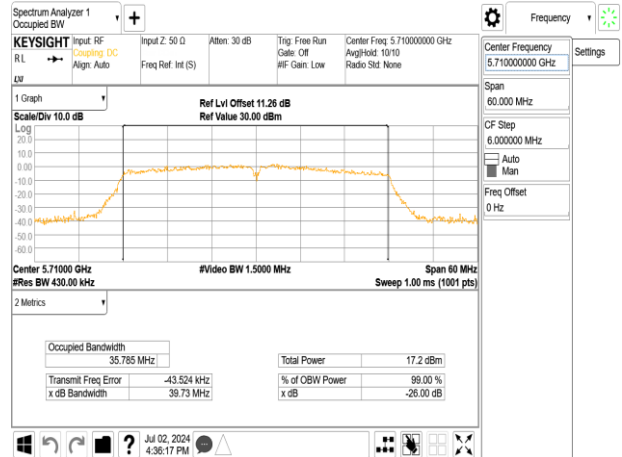 Spectrum Analyzer 1
Occupied BW
+
Frequency
KEYSIGHT
Input: RF
Coupling: DC
Align: Auto
Input Z: 50 Ω
Freq Ref: Int (S)
Atten: 30 dB
Trig: Free Run
Gate: Off
#IF Gain: Low
Center Freq: 5.710000000 GHz
Avg|Hold: 10/10
Radio Std: None
RL
LXI
Center Frequency
5.710000000 GHz
Settings
Span
60.000 MHz
CF Step
6.000000 MHz
Auto
Man
Freq Offset
0 Hz
1 Graph
Ref Lvl Offset 11.26 dB
Scale/Div 10.0 dB
Ref Value 30.00 dBm
Log
20.0
10.0
0.00
-10.0
-20.0
-30.0
-40.0
-50.0
-60.0
Center 5.71000 GHz
#Video BW 1.5000 MHz
Span 60 MHz
#Res BW 430.00 kHz
Sweep 1.00 ms (1001 pts)
2 Metrics
Occupied Bandwidth
35.785 MHz
Total Power 17.2 dBm
Transmit Freq Error -43.524 kHz
% of OBW Power 99.00 %
x dB Bandwidth 39.73 MHz
x dB -26.00 dB
?
Jul 02, 2024
4:36:17 PM